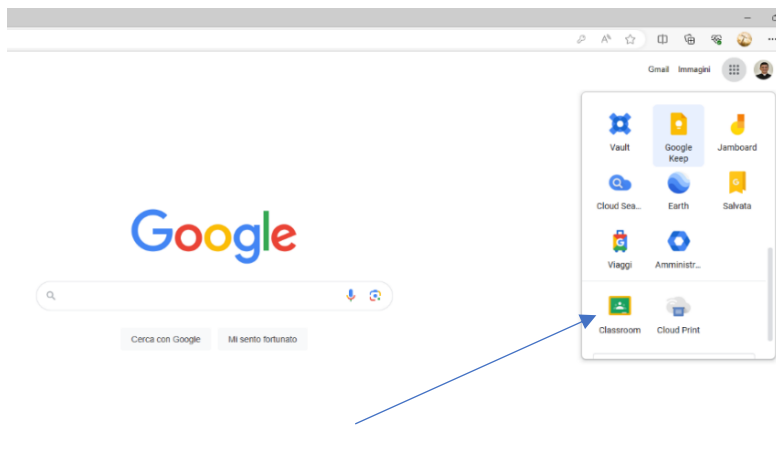 Gmail Immagini
Vault Google Keep Jamboard
Cloud Sea... Earth Salvata
Viaggi Amministr...
Classroom Cloud Print
Google
Cerca con Google Mi sento fortunato